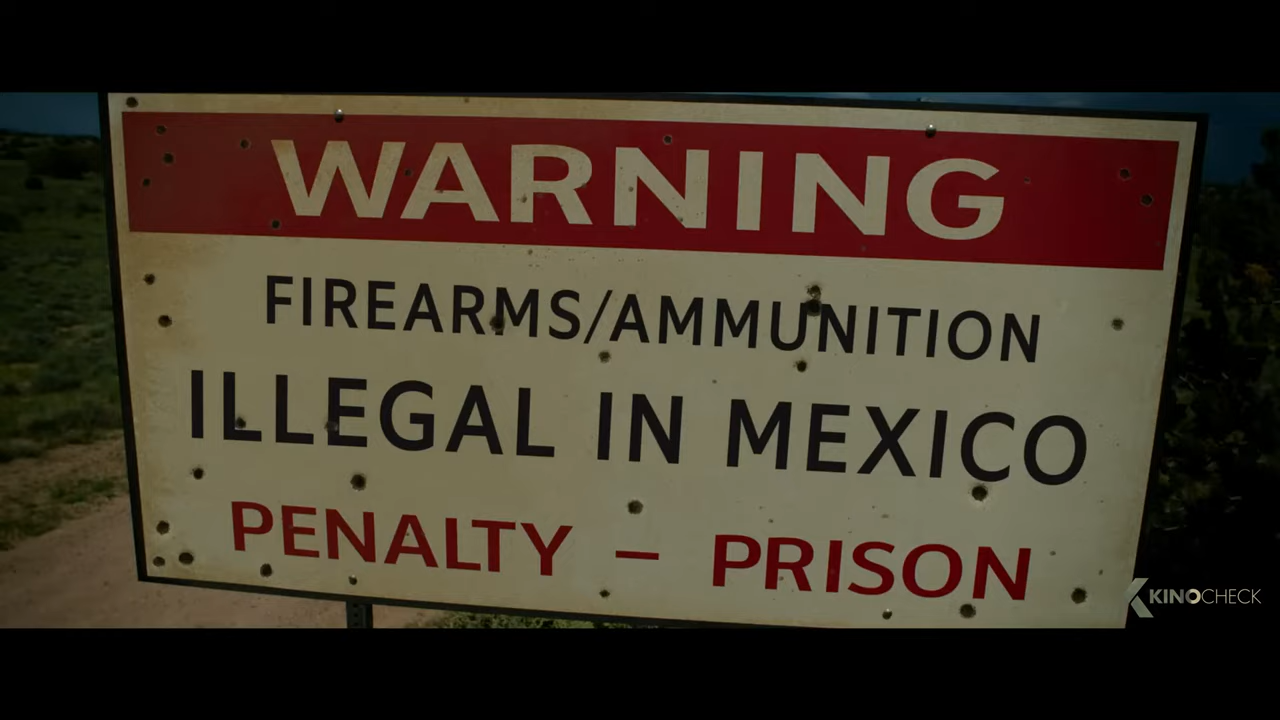 WARNING
FIREARMS/AMMUNITION
ILLEGAL IN MEXICO
PENALTY – PRISON
KINOCHECK